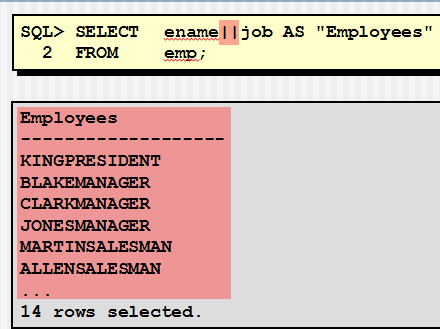 SQL> SELECT   ename||job AS "Employees"
  2  FROM     emp;
Employees
-------------------
KINGPRESIDENT
BLAKEMANAGER
CLARKMANAGER
JONESMANAGER
MARTINSALESMAN
ALLENSALESMAN
...
14 rows selected.